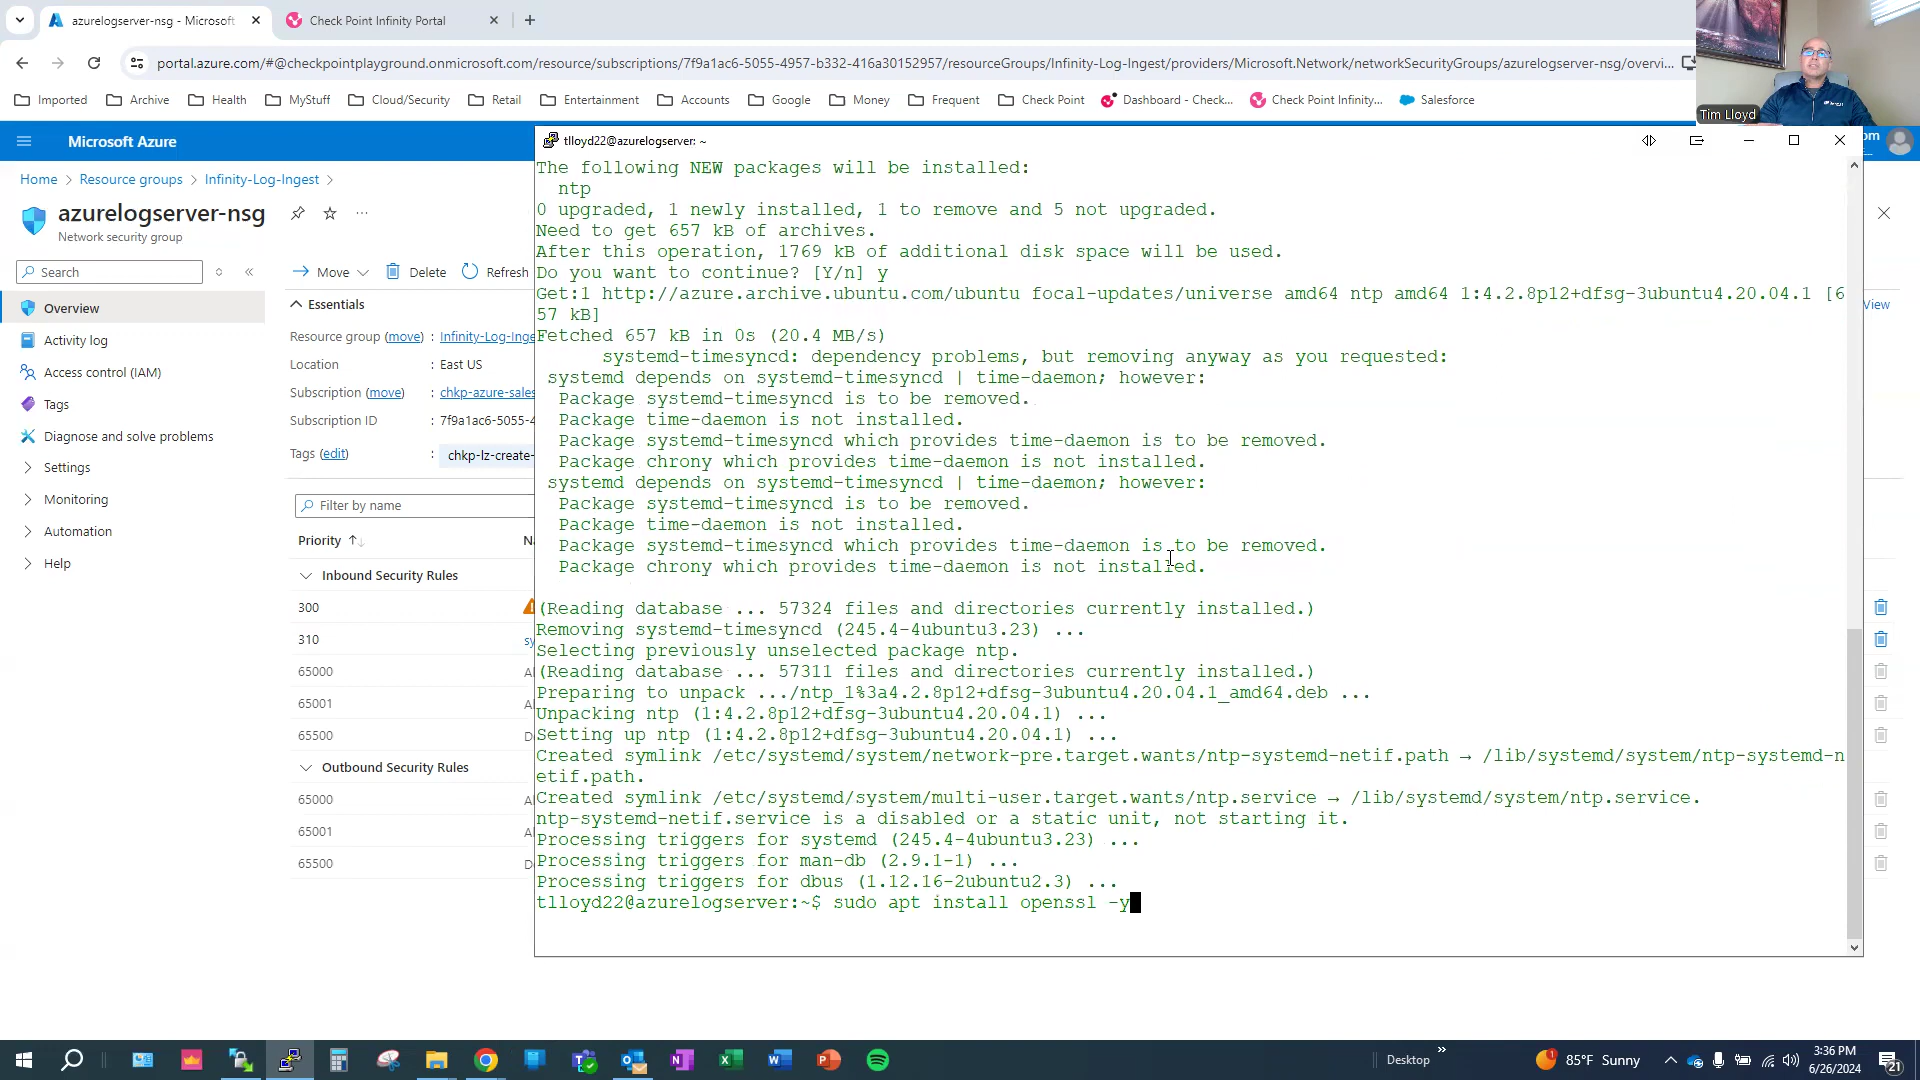 azurelogserver-nsg - Microsoft
Check Point Infinity Portal
portal.azure.com/#@checkpointplayground.onmicrosoft.com/resource/subscriptions/7f9a1ac6-5055-4957-b332-416a30152957/resourceGroups/Infinity-Log-Ingest/providers/Microsoft.Network/networkSecurityGroups/azurelogserver-nsg/overvi...
Imported
Archive
Health
MyStuff
Cloud/Security
Retail
Entertainment
Accounts
Google
Money
Frequent
Check Point
Dashboard - Check...
Check Point Infinity...
Salesforce
Tim Lloyd
Microsoft Azure
om
Home > Resource groups > Infinity-Log-Ingest >
azurelogserver-nsg
Network security group
Search
Overview
Activity log
Access control (IAM)
Tags
Diagnose and solve problems
Settings
Monitoring
Automation
Help
Move
Delete
Refresh
Essentials
View
Resource group (move) : Infinity-Log-Inge
Location : East US
Subscription (move) : chkp-azure-sales
Subscription ID : 7f9a1ac6-5055-4
Tags (edit) : chkp-lz-create-
Filter by name
Priority ↑↓
Na
Inbound Security Rules
300
310 sy
65000 Al
65001 Al
65500 De
Outbound Security Rules
65000 Al
65001 Al
65500 De
tlloyd22@azurelogserver: ~
The following NEW packages will be installed:
ntp
0 upgraded, 1 newly installed, 1 to remove and 5 not upgraded.
Need to get 657 kB of archives.
After this operation, 1769 kB of additional disk space will be used.
Do you want to continue? [Y/n] y
Get:1 http://azure.archive.ubuntu.com/ubuntu focal-updates/universe amd64 ntp amd64 1:4.2.8p12+dfsg-3ubuntu4.20.04.1 [6
57 kB]
Fetched 657 kB in 0s (20.4 MB/s)
systemd-timesyncd: dependency problems, but removing anyway as you requested:
systemd depends on systemd-timesyncd | time-daemon; however:
Package systemd-timesyncd is to be removed.
Package time-daemon is not installed.
Package systemd-timesyncd which provides time-daemon is to be removed.
Package chrony which provides time-daemon is not installed.
systemd depends on systemd-timesyncd | time-daemon; however:
Package systemd-timesyncd is to be removed.
Package time-daemon is not installed.
Package systemd-timesyncd which provides time-daemon is to be removed.
Package chrony which provides time-daemon is not installed.
(Reading database ... 57324 files and directories currently installed.)
Removing systemd-timesyncd (245.4-4ubuntu3.23) ...
Selecting previously unselected package ntp.
(Reading database ... 57311 files and directories currently installed.)
Preparing to unpack .../ntp_1%3a4.2.8p12+dfsg-3ubuntu4.20.04.1_amd64.deb ...
Unpacking ntp (1:4.2.8p12+dfsg-3ubuntu4.20.04.1) ...
Setting up ntp (1:4.2.8p12+dfsg-3ubuntu4.20.04.1) ...
Created symlink /etc/systemd/system/network-pre.target.wants/ntp-systemd-netif.path → /lib/systemd/system/ntp-systemd-n
etif.path.
Created symlink /etc/systemd/system/multi-user.target.wants/ntp.service → /lib/systemd/system/ntp.service.
ntp-systemd-netif.service is a disabled or a static unit, not starting it.
Processing triggers for systemd (245.4-4ubuntu3.23) ...
Processing triggers for man-db (2.9.1-1) ...
Processing triggers for dbus (1.12.16-2ubuntu2.3) ...
tlloyd22@azurelogserver:~$ sudo apt install openssl -y
Desktop
85°F Sunny
3:36 PM
6/26/2024
21